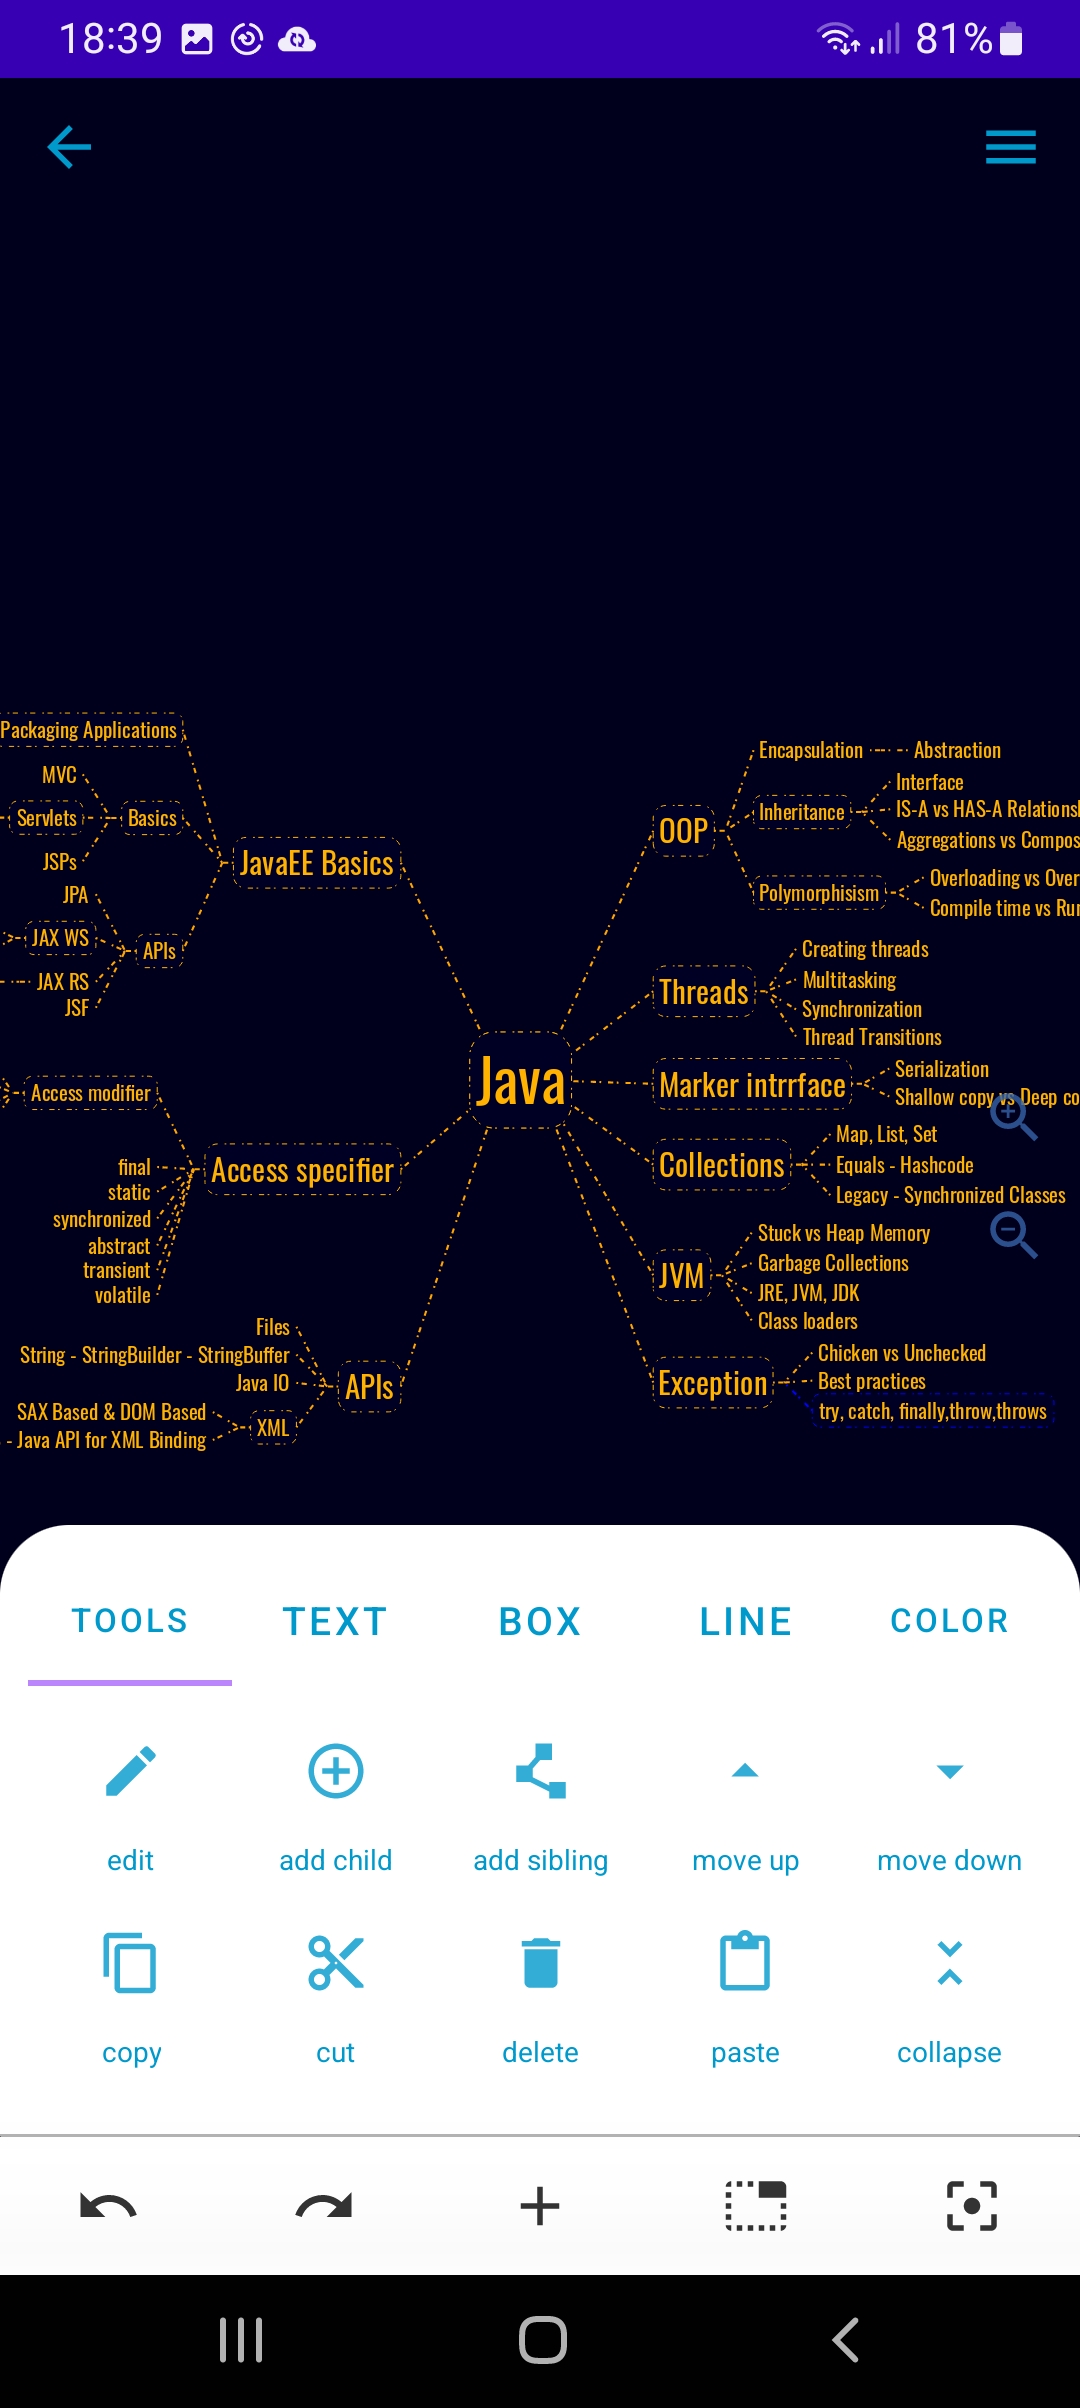 18:39 81%
Packaging Applications
MVC
Servlets
Basics
JSPs
JavaEE Basics
JPA
JAX WS
APIs
JAX RS
JSF
Access modifier
Access specifier
final
static
synchronized
abstract
transient
volatile
Files
String - StringBuilder - StringBuffer
Java IO
APIs
SAX Based & DOM Based
XML
- Java API for XML Binding
Java
OOP
Encapsulation
Abstraction
Inheritance
Interface
IS-A vs HAS-A
Aggregations vs
Polymorphisism
Overloading vs
Compile time vs
Threads
Creating threads
Multitasking
Synchronization
Thread Transitions
Marker intrrface
Serialization
Shallow copy vs Deep
Collections
Map, List, Set
Equals - Hashcode
Legacy - Synchronized Classes
JVM
Stuck vs Heap Memory
Garbage Collections
JRE, JVM, JDK
Class loaders
Exception
Chicken vs Unchecked
Best practices
try, catch, finally,throw,throws
TOOLS TEXT BOX LINE COLOR
edit add child add sibling move up move down
copy cut delete paste collapse